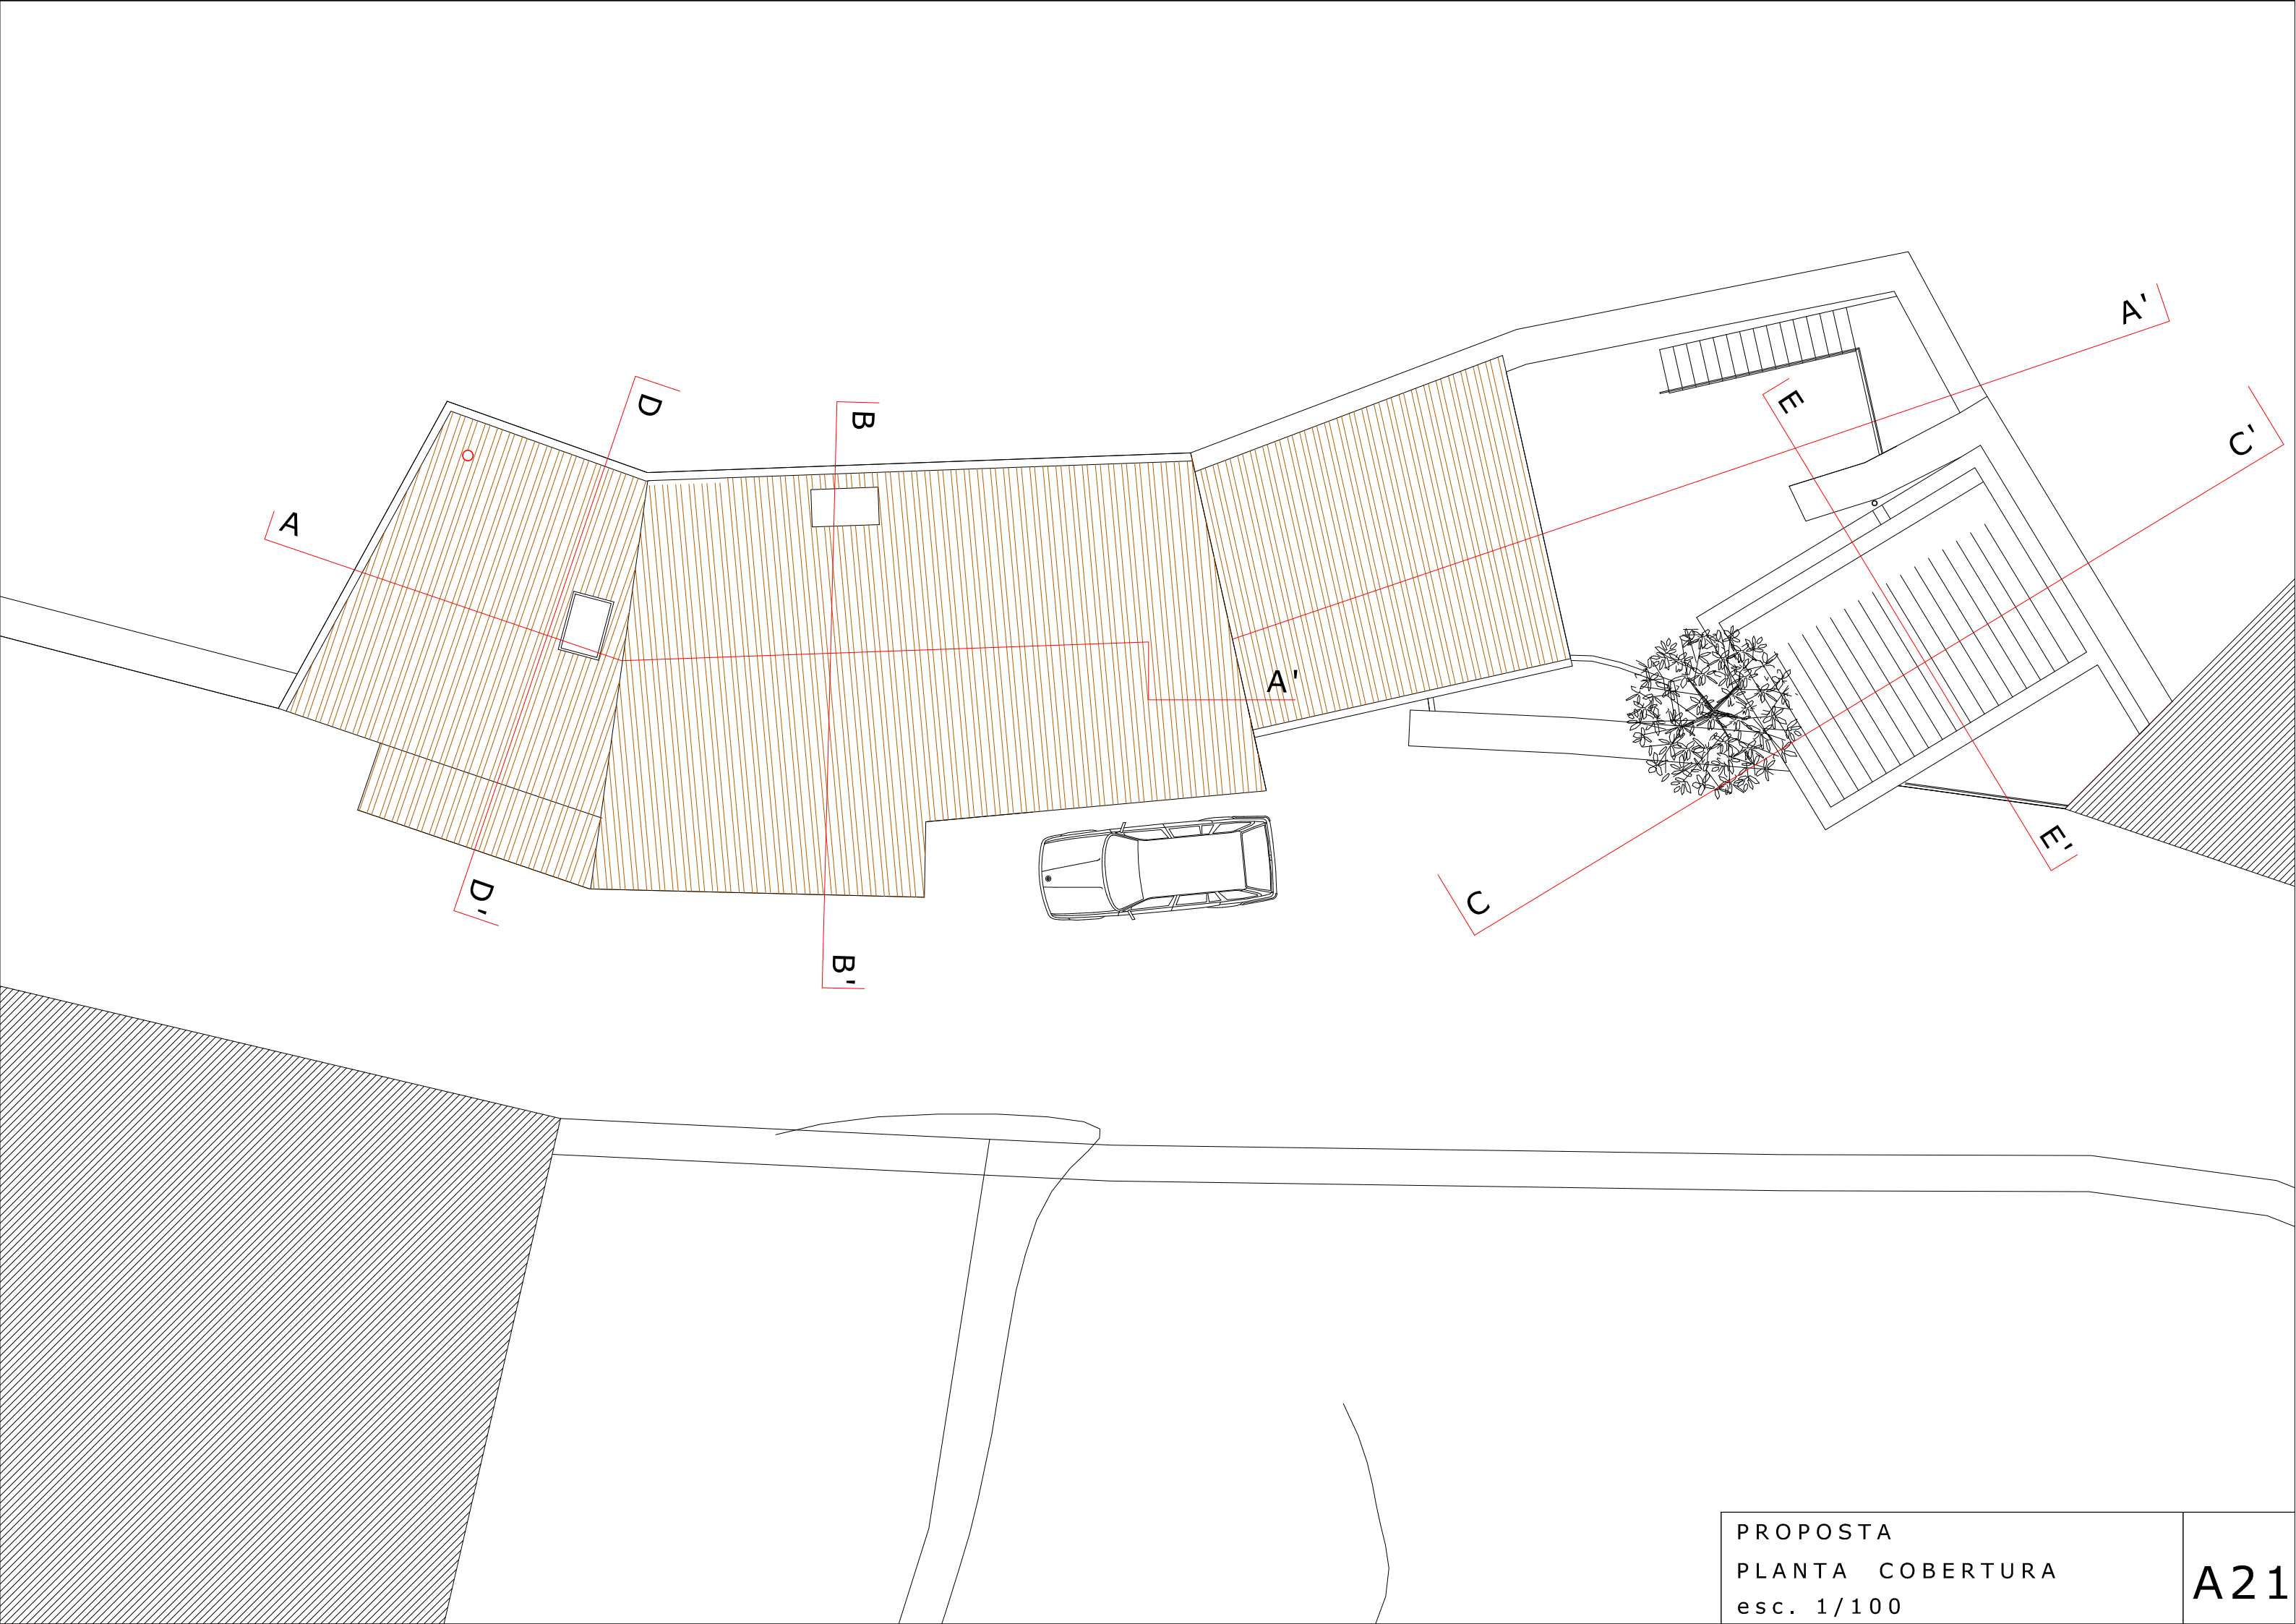 A'
C'
D
E
B
A
A'
E'
D'
C
B'
PROPOSTA
PLANTA COBERTURA
esc. 1/100
A21